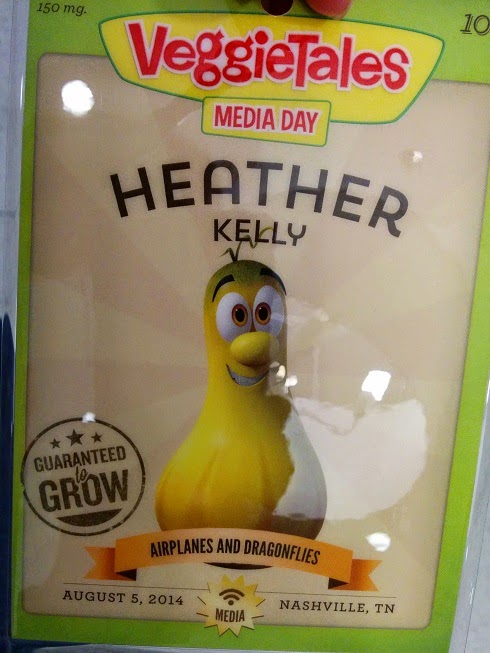 150 mg.
10
VeggieTales
MEDIA DAY
HEATHER
KELLY
GUARANTEED
to
GROW
AIRPLANES AND DRAGONFLIES
AUGUST 5, 2014
MEDIA
NASHVILLE, TN